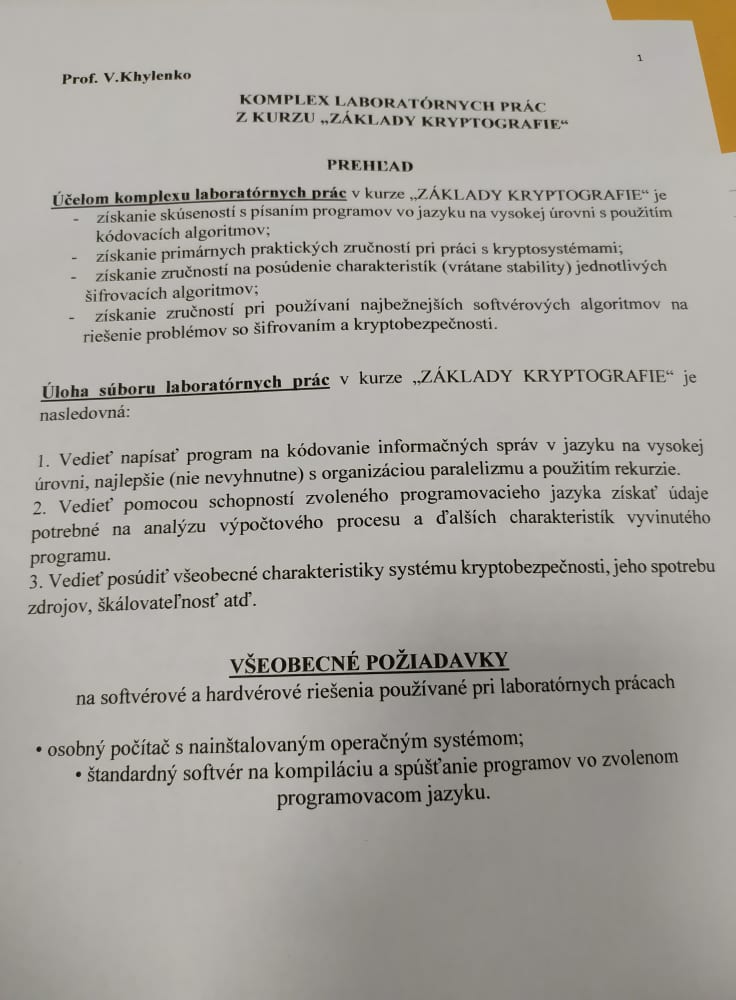 1
Prof. V.Khylenko
KOMPLEX LABORATÓRNYCH PRÁC
Z KURZU „ZÁKLADY KRYPTOGRAFIE“
PREHĽAD
Účelom komplexu laboratórnych prác v kurze „ZÁKLADY KRYPTOGRAFIE“ je
- získanie skúseností s písaním programov vo jazyku na vysokej úrovni s použitím
kódovacích algoritmov;
- získanie primárnych praktických zručností pri práci s kryptosystémami;
- získanie zručností na posúdenie charakteristík (vrátane stability) jednotlivých
šifrovacích algoritmov;
- získanie zručností pri používaní najbežnejších softvérových algoritmov na
riešenie problémov so šifrovaním a kryptobezpečnosti.
Úloha súboru laboratórnych prác v kurze „ZÁKLADY KRYPTOGRAFIE“ je
nasledovná:
1. Vedieť napísať program na kódovanie informačných správ v jazyku na vysokej
úrovni, najlepšie (nie nevyhnutne) s organizáciou paralelizmu a použitím rekurzie.
2. Vedieť pomocou schopností zvoleného programovacieho jazyka získať údaje
potrebné na analýzu výpočtového procesu a ďalších charakteristík vyvinutého
programu.
3. Vedieť posúdiť všeobecné charakteristiky systému kryptobezpečnosti, jeho spotrebu
zdrojov, škálovateľnosť atď.
VŠEOBECNÉ POŽIADAVKY
na softvérové a hardvérové riešenia používané pri laboratórnych prácach
• osobný počítač s nainštalovaným operačným systémom;
• štandardný softvér na kompiláciu a spúšťanie programov vo zvolenom
programovacom jazyku.